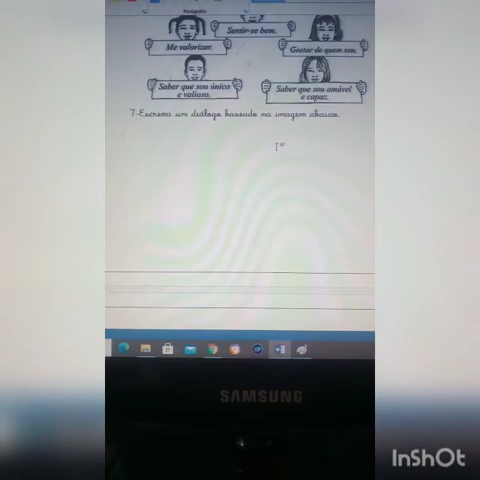 Parágrafo
Sentir-se bem.
Me valorizar.
Gostar de quem sou.
Saber que sou único
e valioso.
Saber que sou amável
e capaz.
7-Escreva um diálogo baseado na imagem abaixo.
SAMSUNG
InShOt